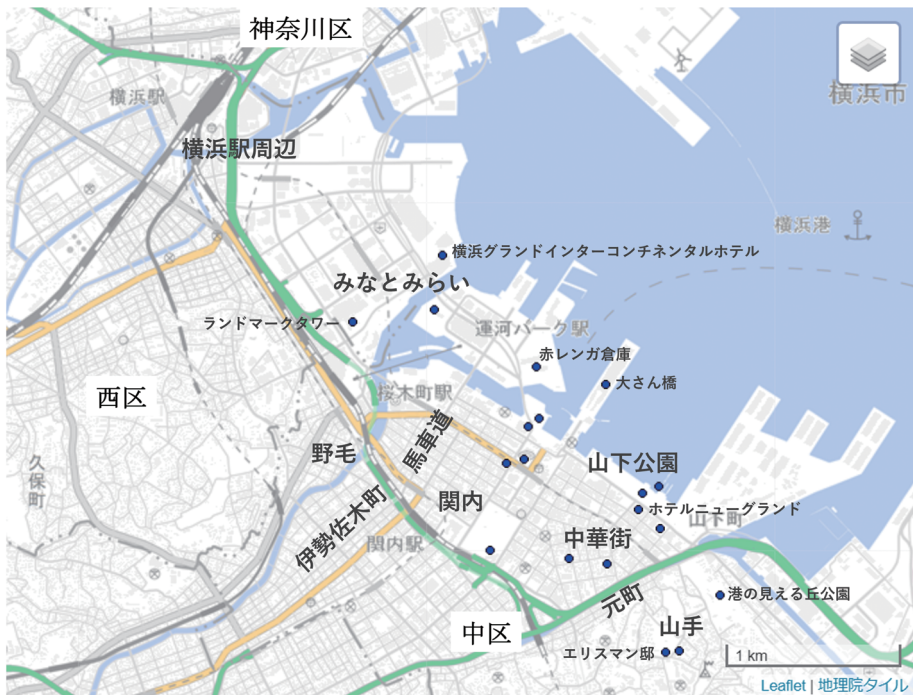 神奈川区
横浜駅
横浜市
横浜駅周辺
横浜港
横浜グランドインターコンチネンタルホテル
みなとみらい
ランドマークタワー
運河パーク駅
赤レンガ倉庫
大さん橋
西区
桜木町駅
馬車道
野毛
久保町
山下公園
伊勢佐木町
関内
ホテルニューグランド
山下町
関内駅
中華街
元町
港の見える丘公園
中区
山手
エリスマン邸
1 km
Leaflet | 地理院タイル